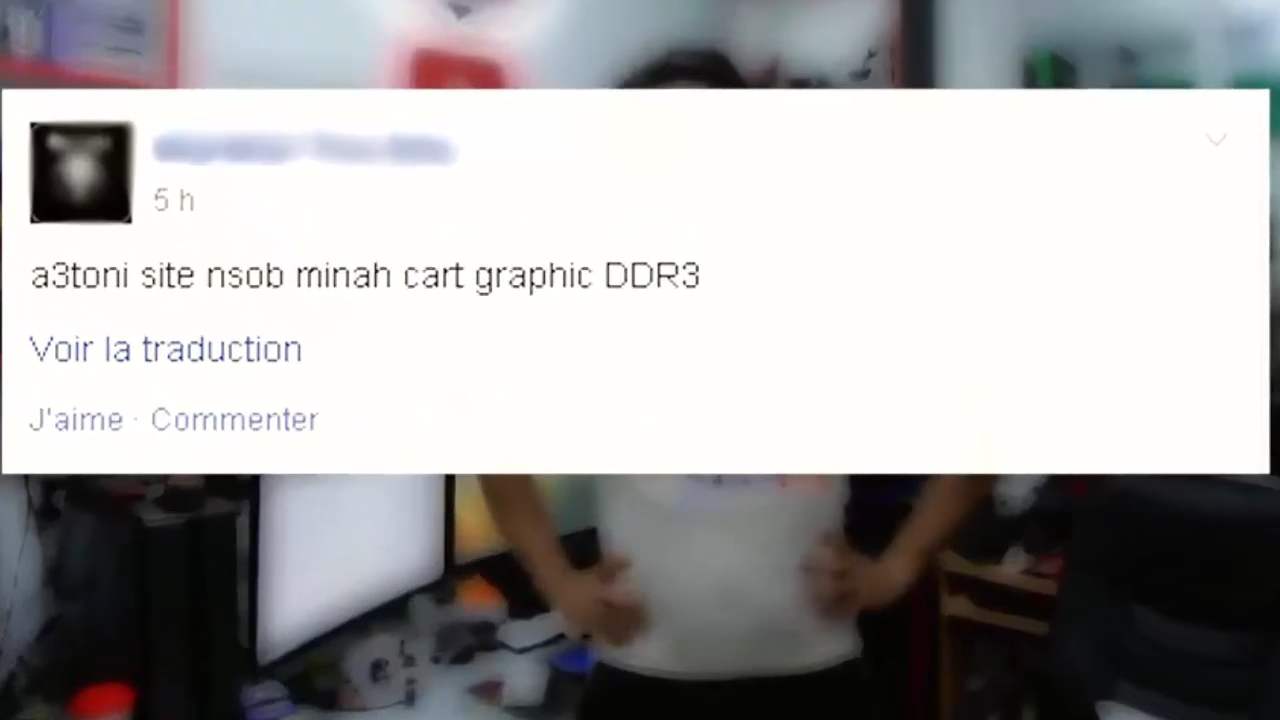 5 h
a3toni site nsob minah cart graphic DDR3
Voir la traduction
J'aime · Commenter